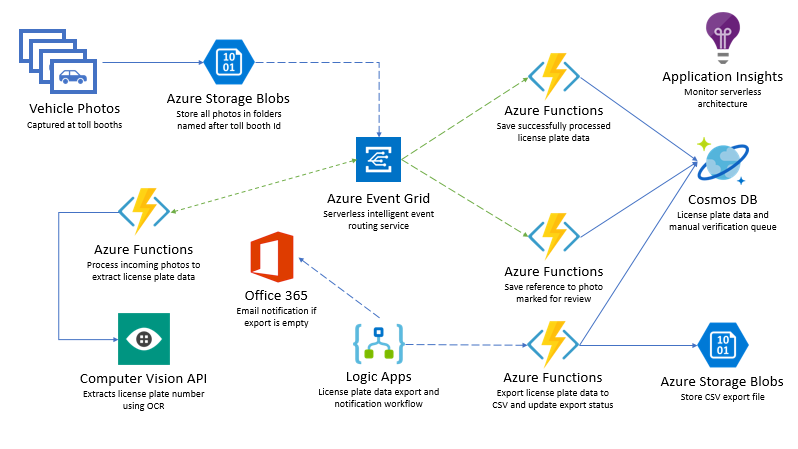 Vehicle Photos
Captured at toll booths
10
01
Azure Storage Blobs
Store all photos in folders
named after toll booth Id
Azure Functions
Save successfully processed
license plate data
Application Insights
Monitor serverless
architecture
Azure Event Grid
Serverless intelligent event
routing service
Cosmos DB
License plate data and
manual verification queue
Azure Functions
Process incoming photos to
extract license plate data
Office 365
Email notification if
export is empty
Azure Functions
Save reference to photo
marked for review
Computer Vision API
Extracts license plate number
using OCR
Logic Apps
License plate data export and
notification workflow
Azure Functions
Export license plate data to
CSV and update export status
10
01
Azure Storage Blobs
Store CSV export file